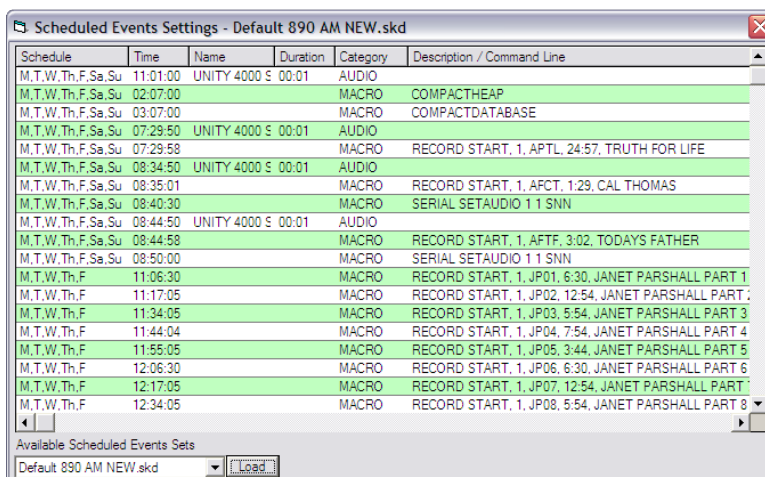 Scheduled Events Settings - Default 890 AM NEW.skd
Schedule Time Name Duration Category Description / Command Line
M,T,W,Th,F,Sa,Su 11:01:00 UNITY 4000 S 00:01 AUDIO
M,T,W,Th,F,Sa,Su 02:07:00 MACRO COMPACTHEAP
M,T,W,Th,F,Sa,Su 03:07:00 MACRO COMPACTDATABASE
M,T,W,Th,F,Sa,Su 07:29:50 UNITY 4000 S 00:01 AUDIO
M,T,W,Th,F,Sa,Su 07:29:58 MACRO RECORD START, 1, APTL, 24:57, TRUTH FOR LIFE
M,T,W,Th,F,Sa,Su 08:34:50 UNITY 4000 S 00:01 AUDIO
M,T,W,Th,F,Sa,Su 08:35:01 MACRO RECORD START, 1, AFCT, 1:29, CAL THOMAS
M,T,W,Th,F,Sa,Su 08:40:30 MACRO SERIAL SETAUDIO 1 1 SNN
M,T,W,Th,F,Sa,Su 08:44:50 UNITY 4000 S 00:01 AUDIO
M,T,W,Th,F,Sa,Su 08:44:58 MACRO RECORD START, 1, AFTF, 3:02, TODAYS FATHER
M,T,W,Th,F,Sa,Su 08:50:00 MACRO SERIAL SETAUDIO 1 1 SNN
M,T,W,Th,F 11:06:30 MACRO RECORD START, 1, JP01, 6:30, JANET PARSHALL PART 1
M,T,W,Th,F 11:17:05 MACRO RECORD START, 1, JP02, 12:54, JANET PARSHALL PART 2
M,T,W,Th,F 11:34:05 MACRO RECORD START, 1, JP03, 5:54, JANET PARSHALL PART 3
M,T,W,Th,F 11:44:04 MACRO RECORD START, 1, JP04, 7:54, JANET PARSHALL PART 4
M,T,W,Th,F 11:55:05 MACRO RECORD START, 1, JP05, 3:44, JANET PARSHALL PART 5
M,T,W,Th,F 12:06:30 MACRO RECORD START, 1, JP06, 6:30, JANET PARSHALL PART 6
M,T,W,Th,F 12:17:05 MACRO RECORD START, 1, JP07, 12:54, JANET PARSHALL PART
M,T,W,Th,F 12:34:05 MACRO RECORD START, 1, JP08, 5:54, JANET PARSHALL PART 8
Available Scheduled Events Sets
Default 890 AM NEW.skd Load